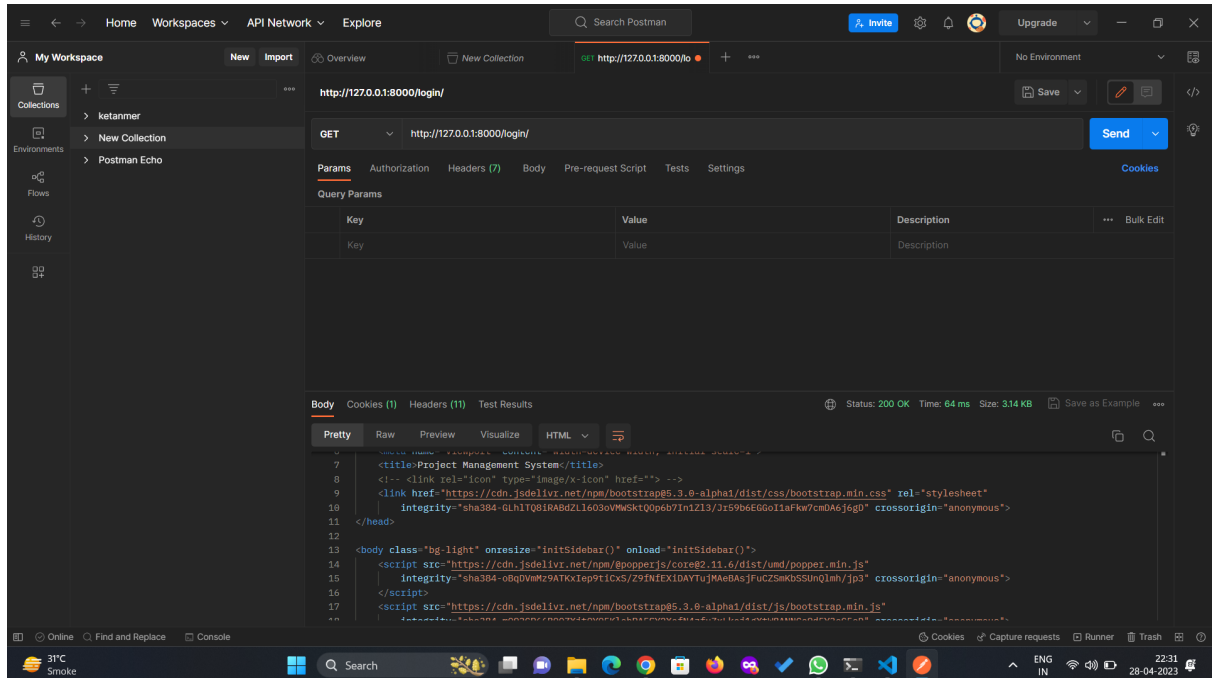 Home Workspaces API Network Explore Search Postman Invite Upgrade
My Workspace New Import Overview New Collection GET http://127.0.0.1:8000/lo No Environment
Collections
Environments
Flows
History
ketanmer
New Collection
Postman Echo
http://127.0.0.1:8000/login/ Save
GET http://127.0.0.1:8000/login/ Send
Params Authorization Headers (7) Body Pre-request Script Tests Settings Cookies
Query Params
Key Value Description Bulk Edit
Key Value Description
Body Cookies (1) Headers (11) Test Results Status: 200 OK Time: 64 ms Size: 3.14 KB Save as Example
Pretty Raw Preview Visualize HTML
7 <title>Project Management System</title>
8 <!-- <link rel="icon" type="image/x-icon" href=""> -->
9 <link href="https://cdn.jsdelivr.net/npm/bootstrap@5.3.0-alpha1/dist/css/bootstrap.min.css" rel="stylesheet"
10 integrity="sha384-GLhlTQ8iRABdZLl6O3oVMWSktQOp6b7In1Zl3/Jr59b6EGGoI1aFkw7cmDA6j6gD" crossorigin="anonymous">
11 </head>
12
13 <body class="bg-light" onresize="initSidebar()" onload="initSidebar()">
14 <script src="https://cdn.jsdelivr.net/npm/@popperjs/core@2.11.6/dist/umd/popper.min.js"
15 integrity="sha384-oBqDVmMz9ATKxIep9tiCxS/Z9fNfEXiDAYTujMAeBAsjFuCZSmKbSSUnQlmh/jp3" crossorigin="anonymous">
16 </script>
17 <script src="https://cdn.jsdelivr.net/npm/bootstrap@5.3.0-alpha1/dist/js/bootstrap.min.js"
Online Find and Replace Console Cookies Capture requests Runner Trash
31°C
Smoke
Search
ENG
IN
22:31
28-04-2023